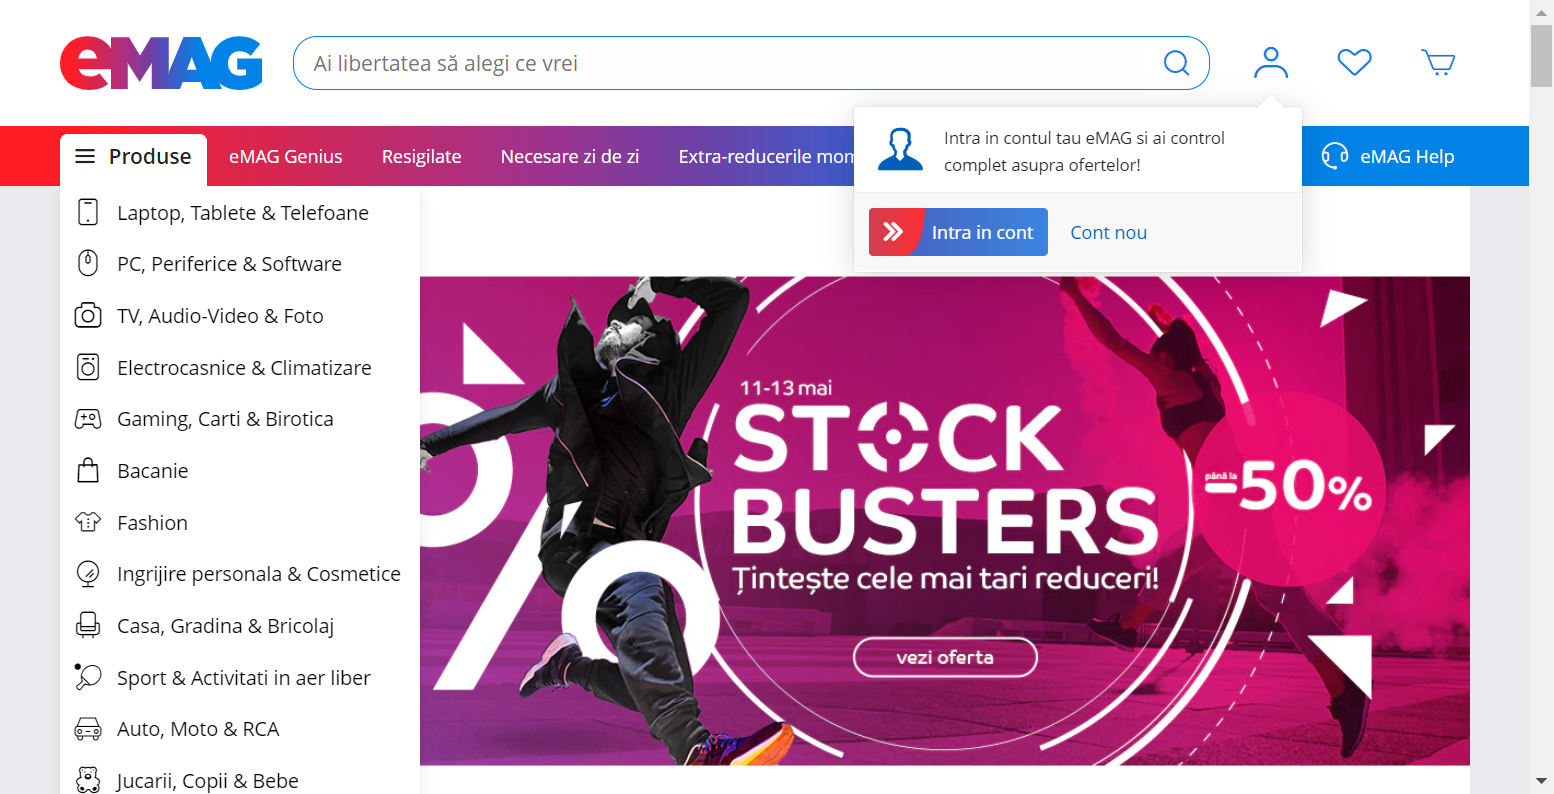 eMAG
Ai libertatea să alegi ce vrei
Intra in contul tau eMAG si ai control
complet asupra ofertelor!
Intra in cont
Cont nou
Produse
eMAG Genius
Resigilate
Necesare zi de zi
Extra-reducerile mom
eMAG Help
Laptop, Tablete & Telefoane
PC, Periferice & Software
TV, Audio-Video & Foto
Electrocasnice & Climatizare
Gaming, Carti & Birotica
Bacanie
Fashion
Ingrijire personala & Cosmetice
Casa, Gradina & Bricolaj
Sport & Activitati in aer liber
Auto, Moto & RCA
Jucarii, Copii & Bebe
%
11-13 mai
STOCK
BUSTERS
Țintește cele mai tari reduceri!
până la
-50%
vezi oferta